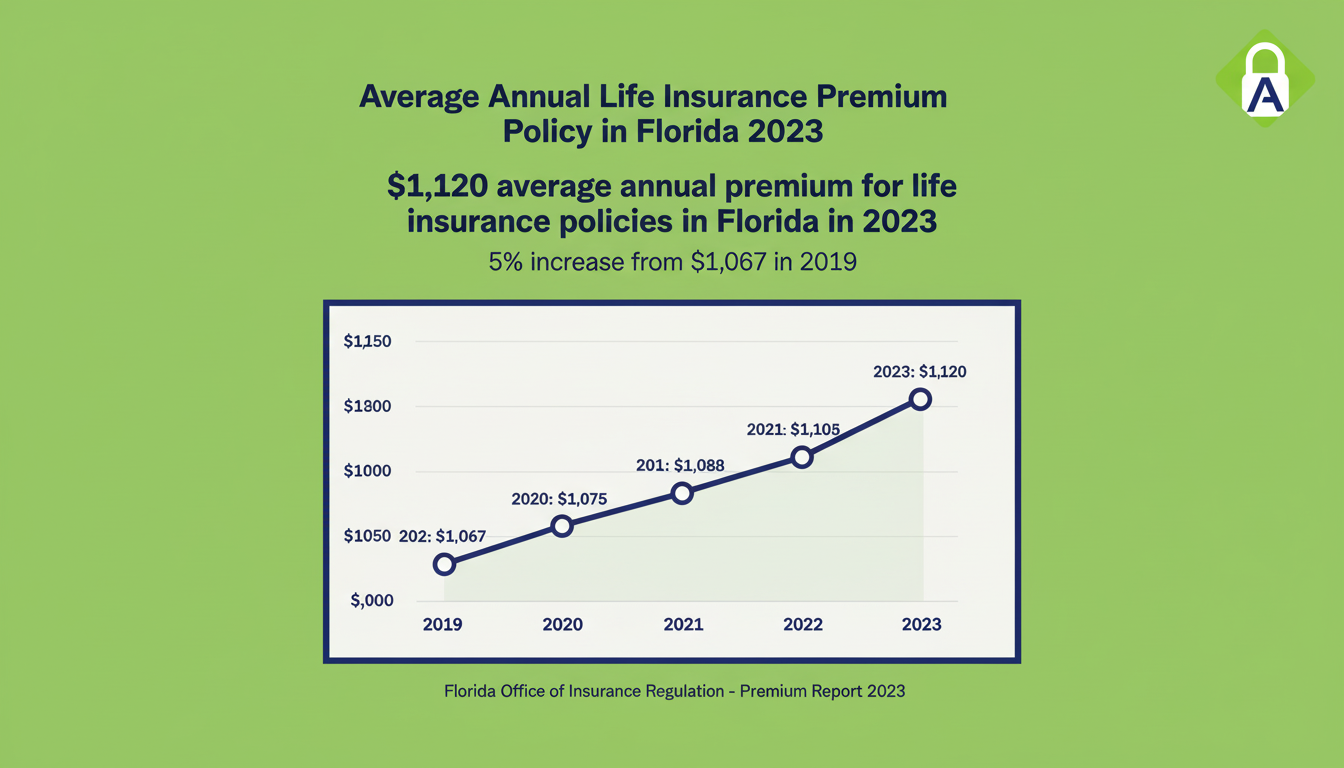 A
Average Annual Life Insurance Premium
Policy in Florida 2023
$1,120 average annual premium for life
insurance policies in Florida in 2023
5% increase from $1,067 in 2019
$1,150
2023: $1,120
$1300
2021: $1,105
201: $1,088
$1000
2020: $1,075
$1050
202: $1,067
$,000
2019
2020
2021
2022
2023
Florida Office of Insurance Regulation - Premium Report 2023